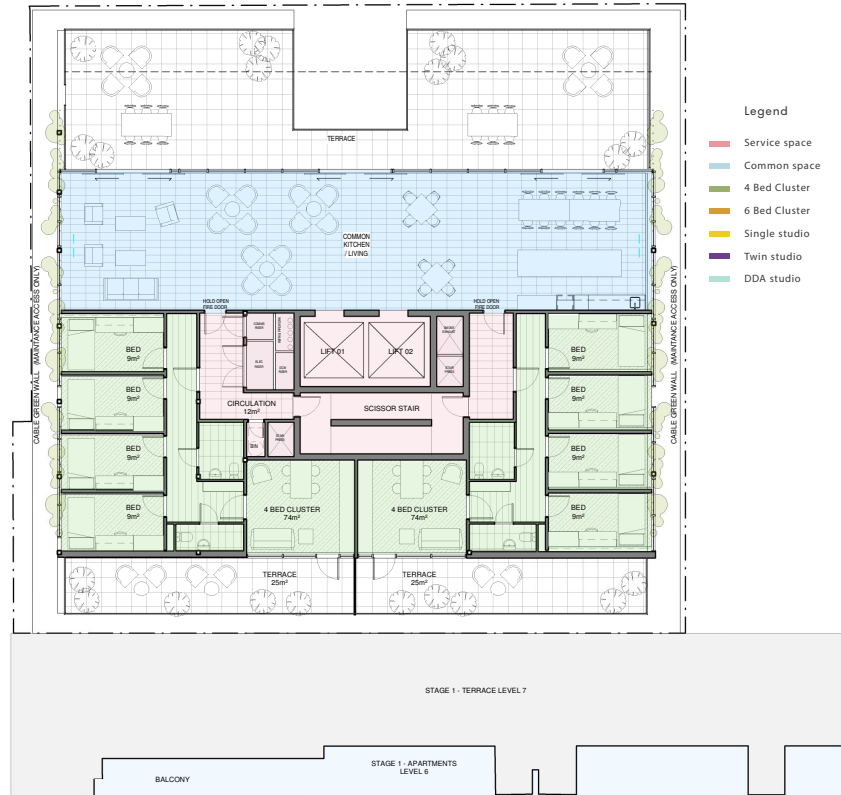 TERRACE
Legend
Service space
Common space
4 Bed Cluster
6 Bed Cluster
Single studio
Twin studio
DDA studio
COMMON
KITCHEN
/ LIVING
CABLE GREEN WALL (MAINTANCE ACCESS ONLY)
CABLE GREEN WALL (MAINTANCE ACCESS ONLY)
HOLD OPEN
FIRE DOOR
HOLD OPEN
FIRE DOOR
LIFT 01
LIFT 02
BED
9m²
BED
9m²
BED
9m²
BED
9m²
CIRCULATION
12m²
SCISSOR STAIR
BIN
BED
9m²
BED
9m²
BED
9m²
BED
9m²
4 BED CLUSTER
74m²
4 BED CLUSTER
74m²
TERRACE
25m²
TERRACE
25m²
STAGE 1 - TERRACE LEVEL 7
STAGE 1 - APARTMENTS
LEVEL 6
BALCONY